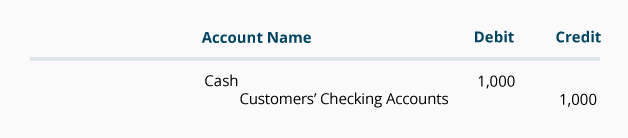 Account Name Debit Credit
Cash 1,000
Customers’ Checking Accounts 1,000